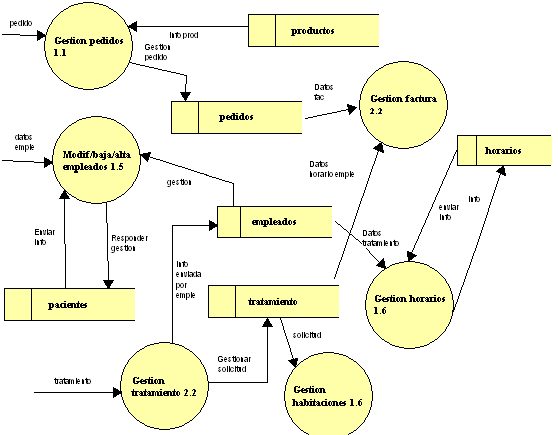 pedido
Gestion pedidos
1.1
Info prod
productos
Gestion
pedido
pedidos
Datos
fac
Gestion factura
2.2
datos
emple
Modif/baja/alta
empleados 1.5
gestion
Datos
horario emple
horarios
enviar
Info
Info
Enviar
Info
Responder
gestion
empleados
Datos
tratamiento
Info
enviada
por
emple
pacientes
tratamiento
Gestion horarios
1.6
Gestionar
solicitud
solicitud
tratamiento
Gestion
tratamiento 2.2
Gestion
habitaciones 1.6